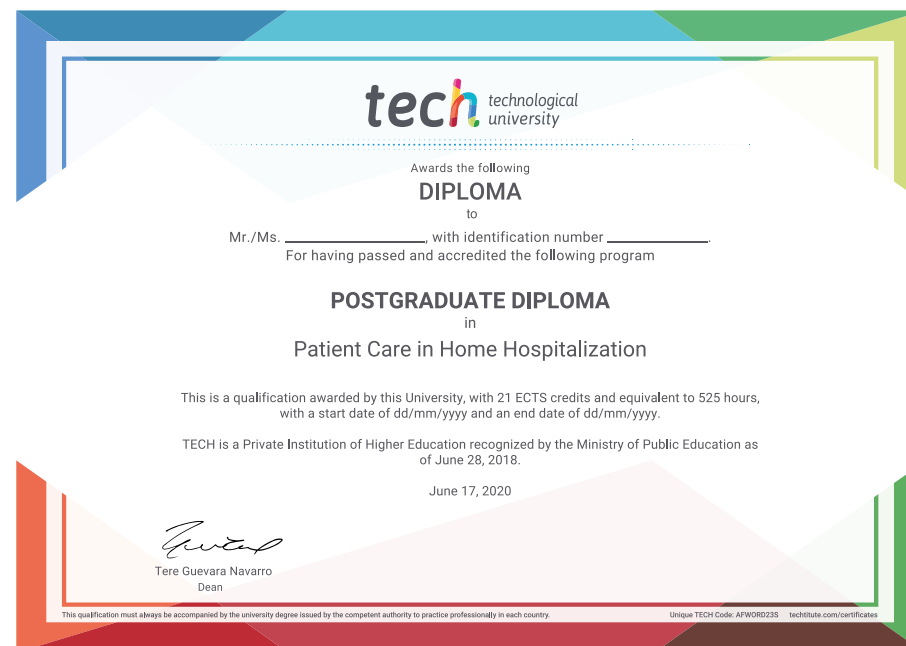 tech technological
university
Awards the following
DIPLOMA
to
Mr./Ms. ____________________, with identification number ______________.
For having passed and accredited the following program
POSTGRADUATE DIPLOMA
in
Patient Care in Home Hospitalization
This is a qualification awarded by this University, with 21 ECTS credits and equivalent to 525 hours,
with a start date of dd/mm/yyyy and an end date of dd/mm/yyyy.
TECH is a Private Institution of Higher Education recognized by the Ministry of Public Education as
of June 28, 2018.
June 17, 2020
Tere Guevara Navarro
Dean
This qualification must always be accompanied by the university degree issued by the competent authority to practice professionally in each country. Unique TECH Code: AFWORD23S techtitute.com/certificates